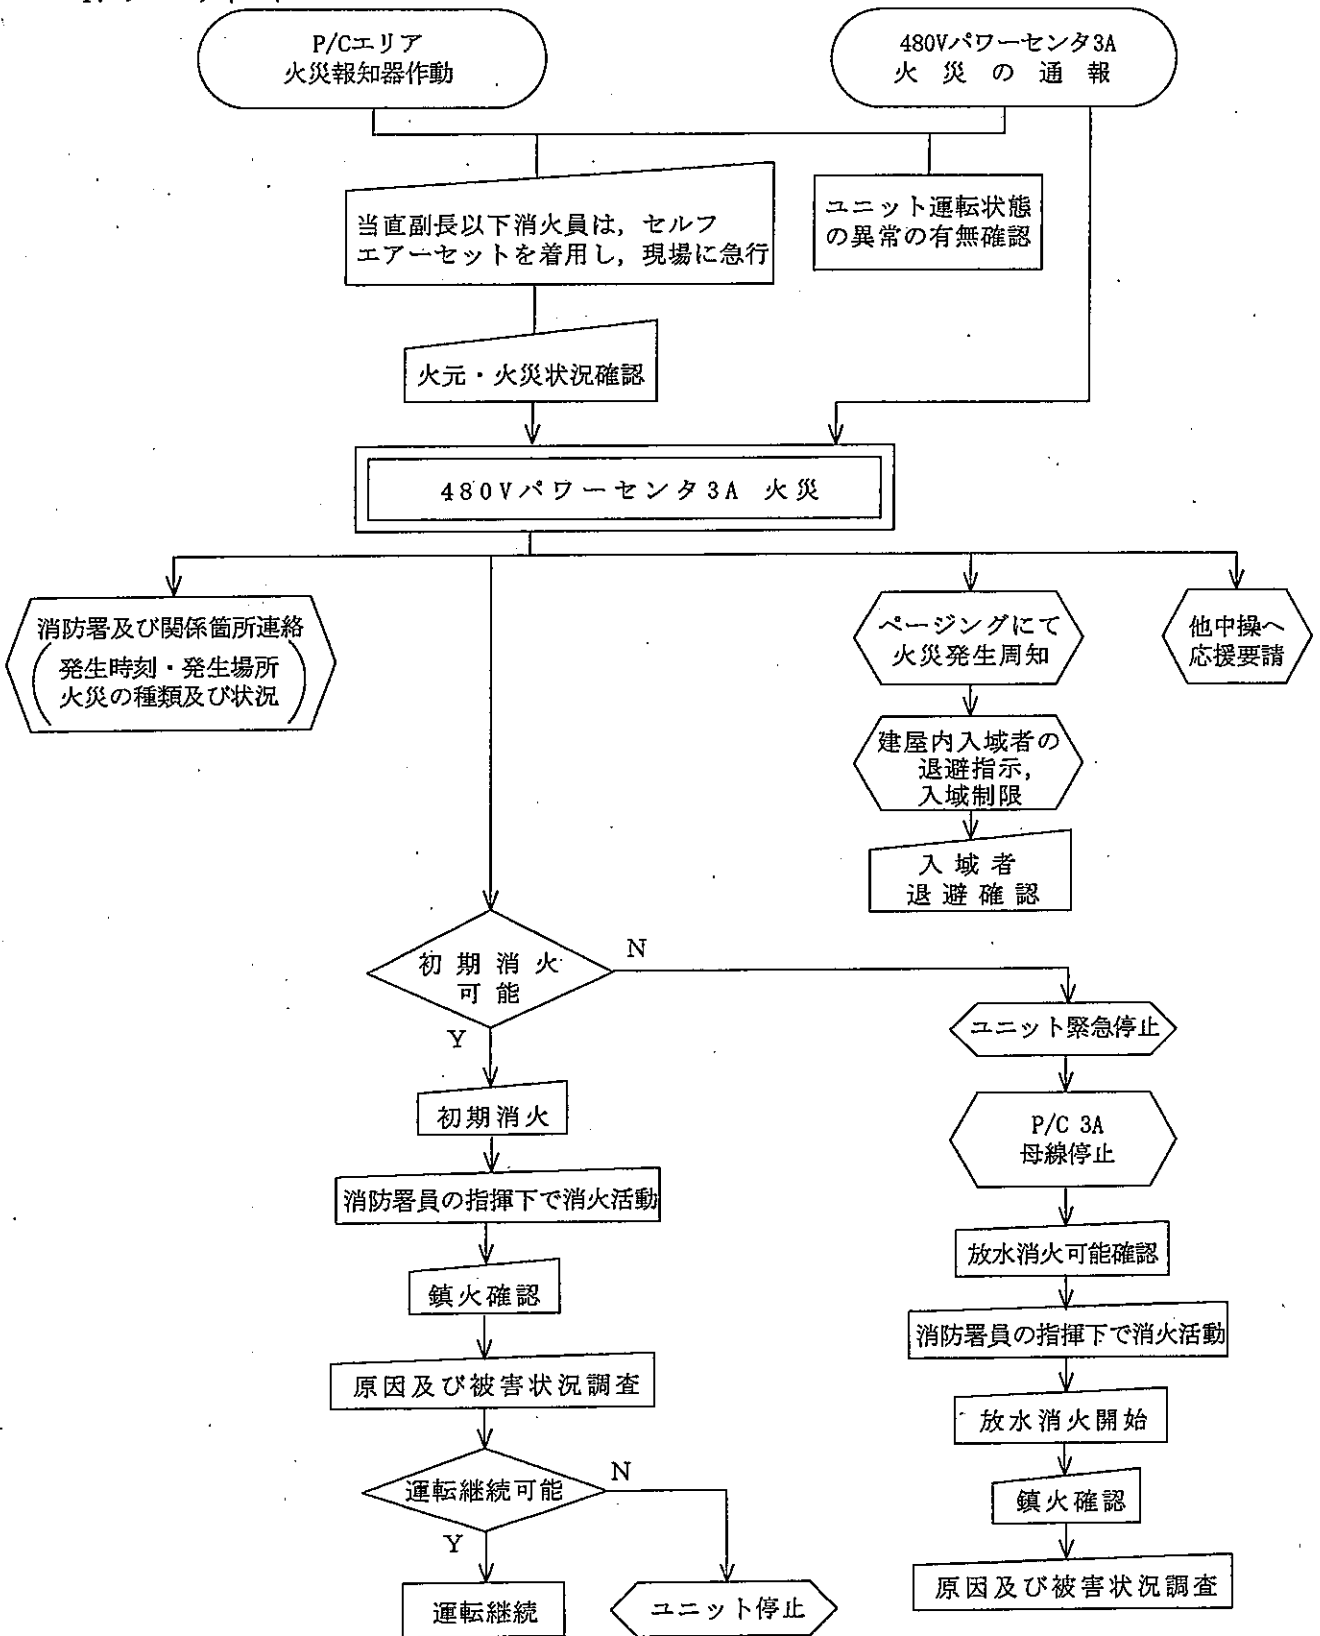 P/Cエリア
火災報知器作動
480Vパワーセンタ3A
火災の通報
当直副長以下消火員は，セルフ
エアーセットを着用し，現場に急行
ユニット運転状態
の異常の有無確認
火元・火災状況確認
480Vパワーセンタ3A 火災
消防署及び関係箇所連絡
発生時刻・発生場所
火災の種類及び状況
ページングにて
火災発生周知
他中操へ
応援要請
建屋内入域者の
退避指示，
入域制限
入域者
退避確認
初期消火
可能
N
Y
ユニット緊急停止
初期消火
P/C 3A
母線停止
消防署員の指揮下で消火活動
放水消火可能確認
鎮火確認
消防署員の指揮下で消火活動
原因及び被害状況調査
放水消火開始
運転継続可能
N
Y
鎮火確認
原因及び被害状況調査
運転継続
ユニット停止